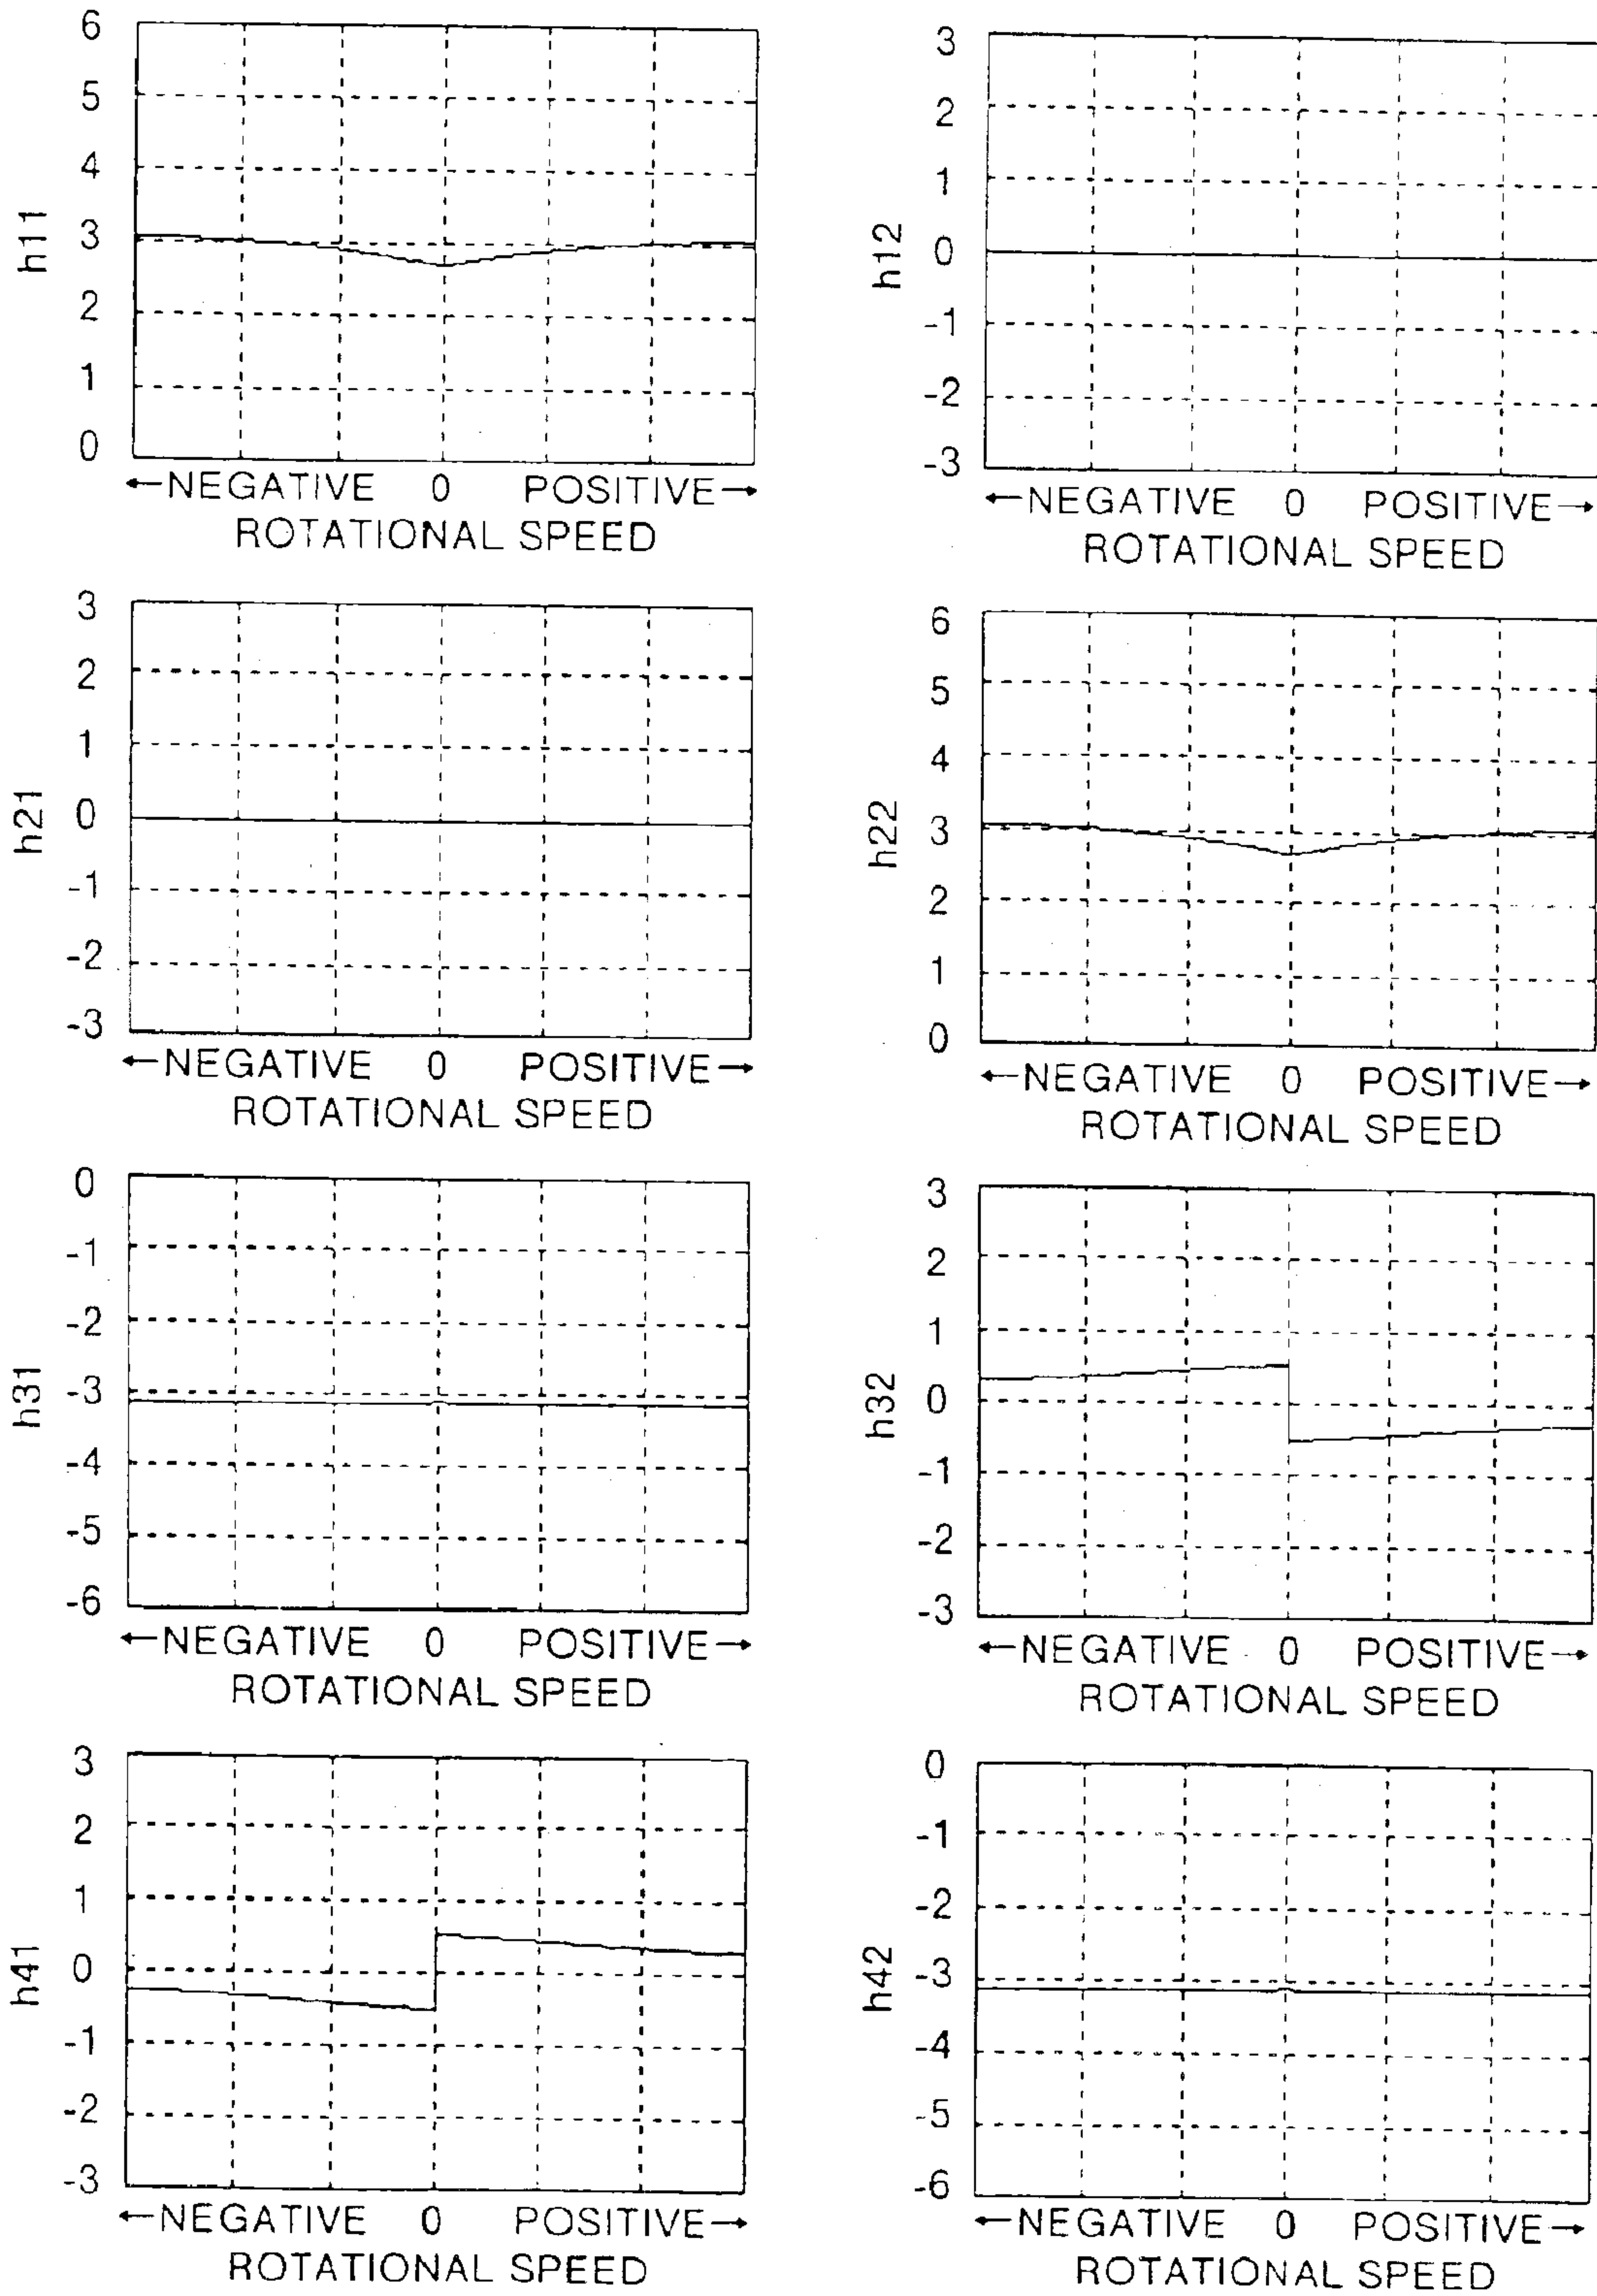 6
5
4
3
2
1
0
h11
←NEGATIVE 0 POSITIVE→
ROTATIONAL SPEED
3
2
1
0
-1
-2
-3
h12
←NEGATIVE 0 POSITIVE→
ROTATIONAL SPEED
3
2
1
0
-1
-2
-3
h21
←NEGATIVE 0 POSITIVE→
ROTATIONAL SPEED
6
5
4
3
2
1
0
h22
←NEGATIVE 0 POSITIVE→
ROTATIONAL SPEED
0
-1
-2
-3
-4
-5
-6
h31
←NEGATIVE 0 POSITIVE→
ROTATIONAL SPEED
3
2
1
0
-1
-2
-3
h32
←NEGATIVE 0 POSITIVE→
ROTATIONAL SPEED
3
2
1
0
-1
-2
-3
h41
←NEGATIVE 0 POSITIVE→
ROTATIONAL SPEED
0
-1
-2
-3
-4
-5
-6
h42
←NEGATIVE 0 POSITIVE→
ROTATIONAL SPEED